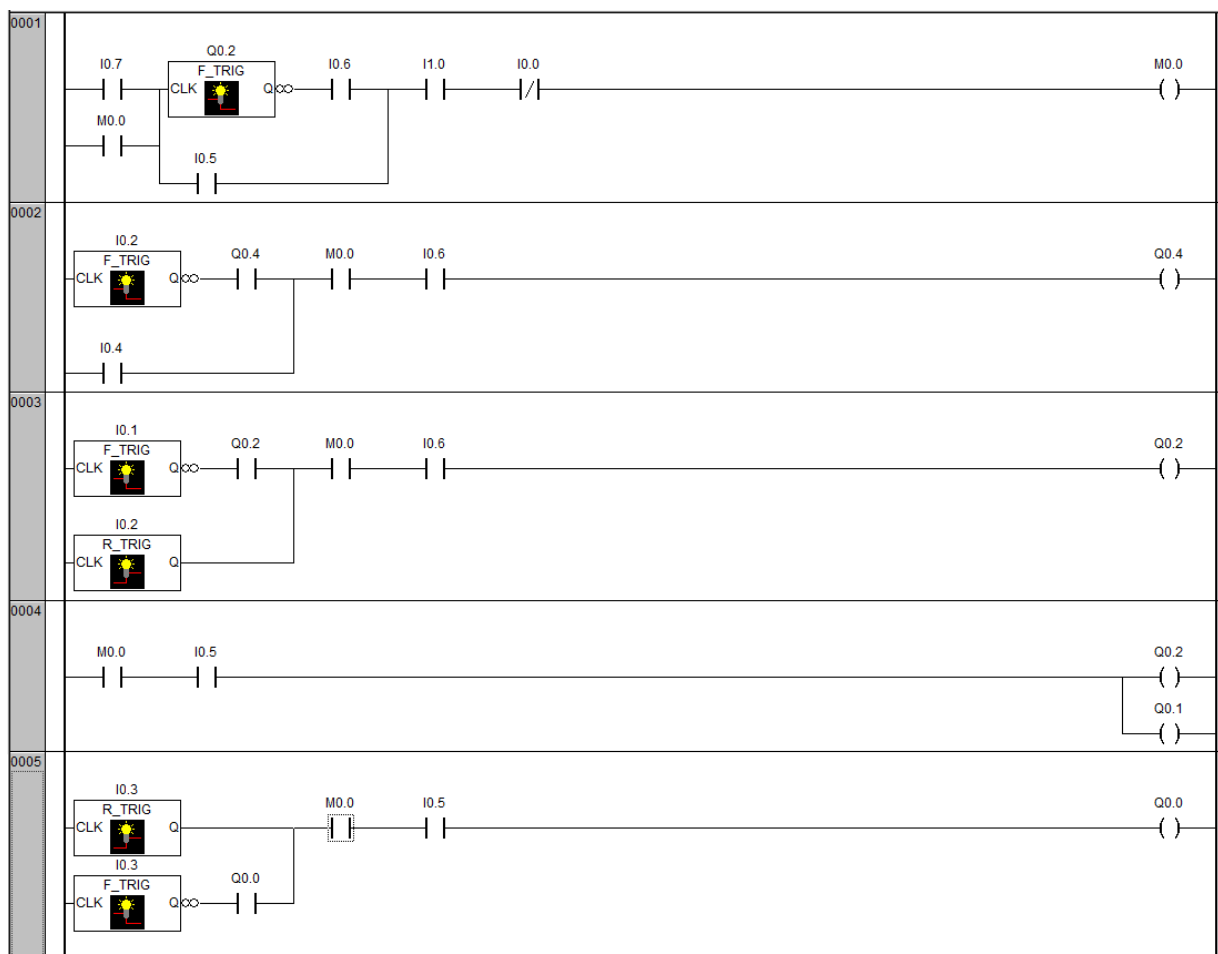 0001
Q0.2
I0.7 F_TRIG I0.6 I1.0 I0.0 M0.0
CLK Q
M0.0
I0.5
0002
I0.2
F_TRIG Q0.4 M0.0 I0.6 Q0.4
CLK Q
I0.4
0003
I0.1
F_TRIG Q0.2 M0.0 I0.6 Q0.2
CLK Q
I0.2
R_TRIG
CLK Q
0004
M0.0 I0.5 Q0.2
Q0.1
0005
I0.3
R_TRIG M0.0 I0.5 Q0.0
CLK Q
I0.3
F_TRIG Q0.0
CLK Q